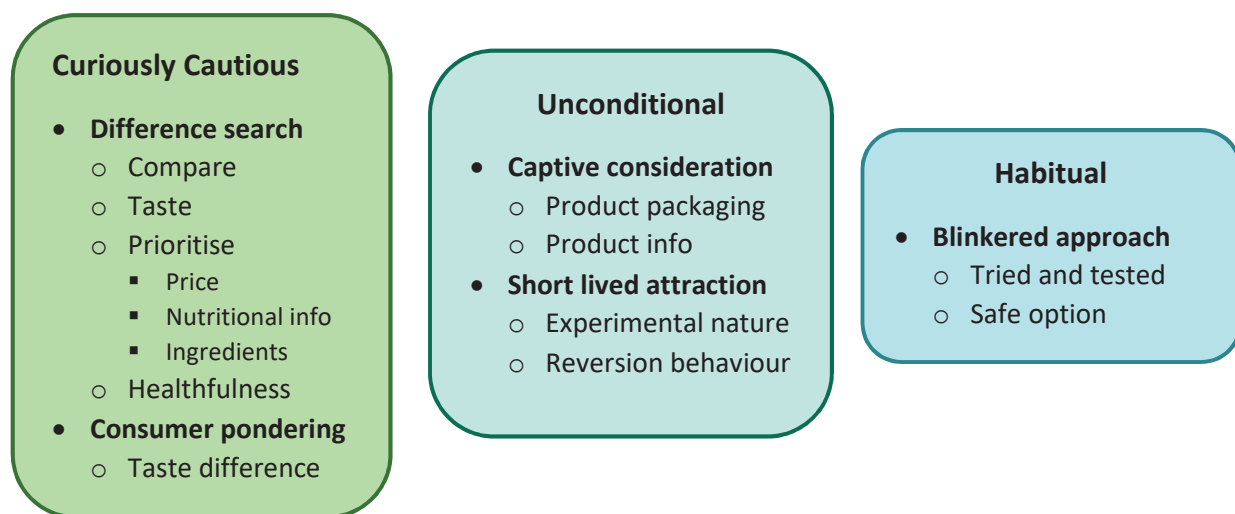 Curiously Cautious
• Difference search
o Compare
o Taste
o Prioritise
▪ Price
▪ Nutritional info
▪ Ingredients
o Healthfulness
• Consumer pondering
o Taste difference
Unconditional
• Captive consideration
o Product packaging
o Product info
• Short lived attraction
o Experimental nature
o Reversion behaviour
Habitual
• Blinkered approach
o Tried and tested
o Safe option